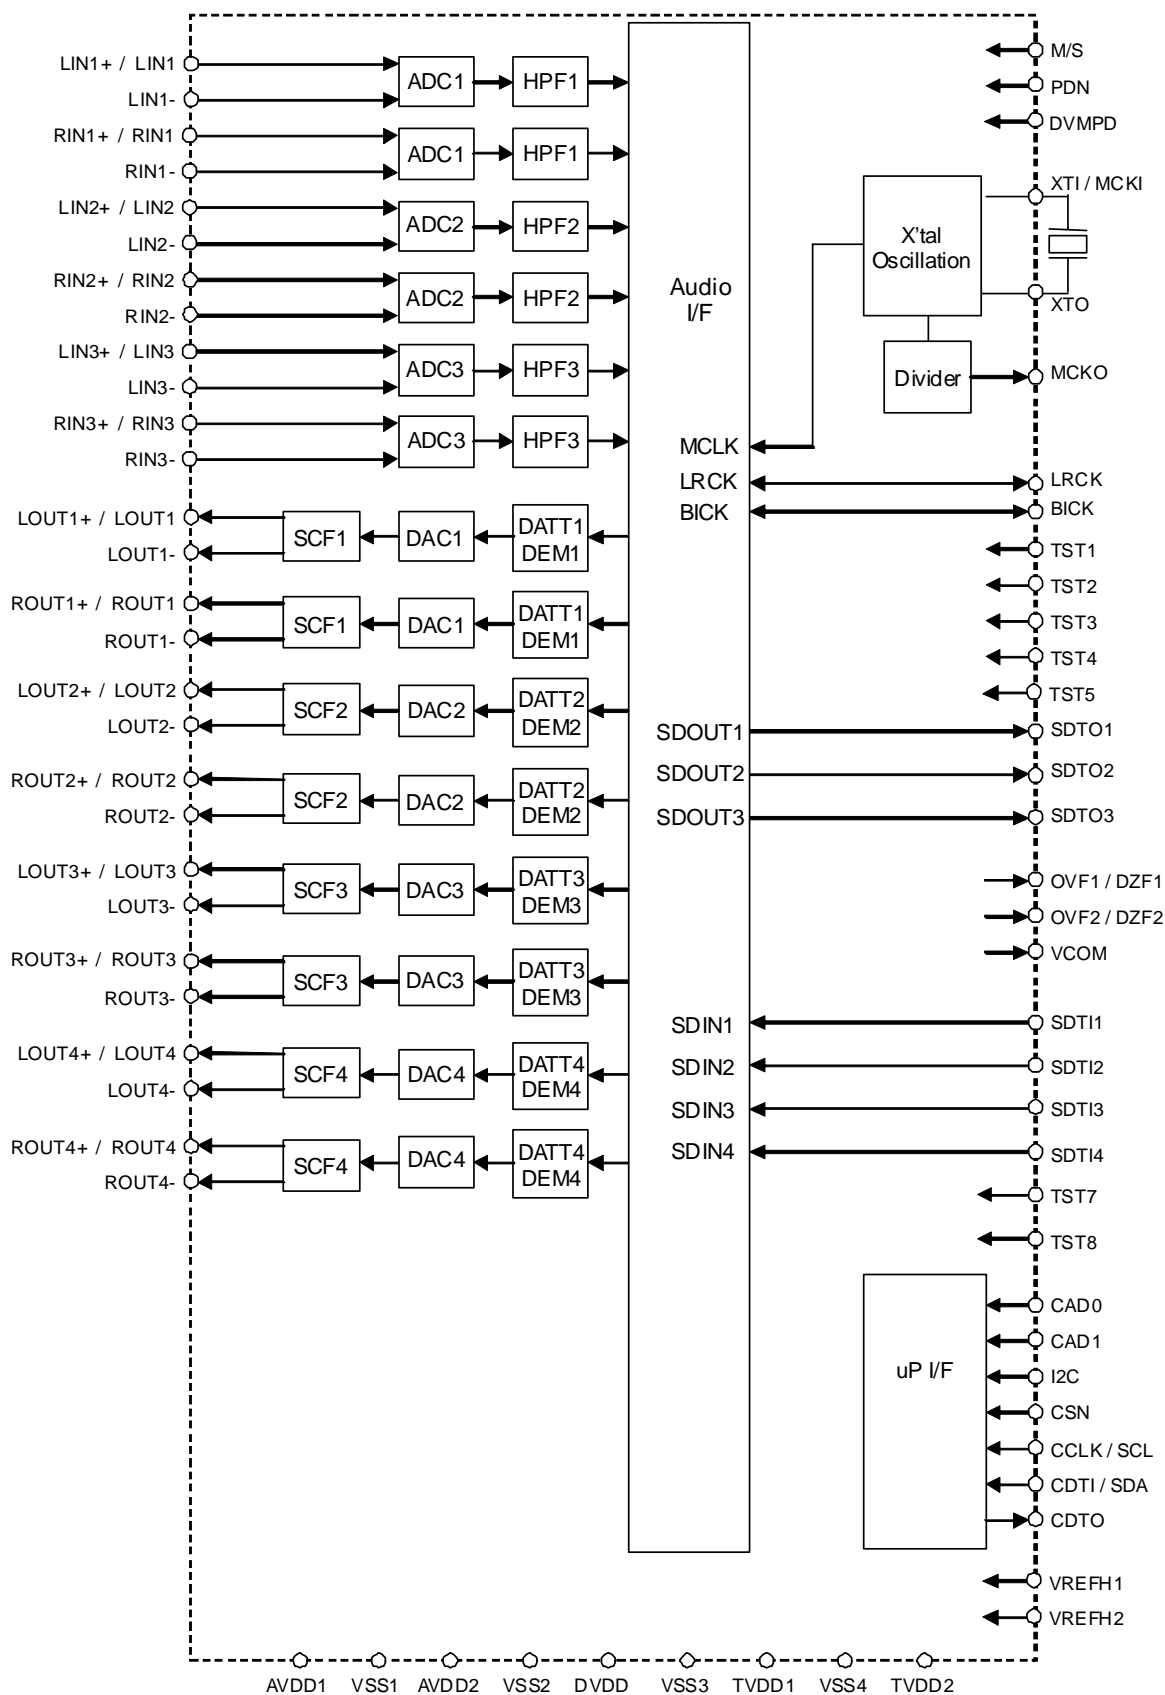 LIN1+ / LIN1
LIN1-
RIN1+ / RIN1
RIN1-
LIN2+ / LIN2
LIN2-
RIN2+ / RIN2
RIN2-
LIN3+ / LIN3
LIN3-
RIN3+ / RIN3
RIN3-
ADC1
HPF1
ADC1
HPF1
ADC2
HPF2
ADC2
HPF2
ADC3
HPF3
ADC3
HPF3
LOUT1+ / LOUT1
LOUT1-
ROUT1+ / ROUT1
ROUT1-
LOUT2+ / LOUT2
LOUT2-
ROUT2+ / ROUT2
ROUT2-
LOUT3+ / LOUT3
LOUT3-
ROUT3+ / ROUT3
ROUT3-
LOUT4+ / LOUT4
LOUT4-
ROUT4+ / ROUT4
ROUT4-
SCF1
DAC1
DATT1
DEM1
SCF1
DAC1
DATT1
DEM1
SCF2
DAC2
DATT2
DEM2
SCF2
DAC2
DATT2
DEM2
SCF3
DAC3
DATT3
DEM3
SCF3
DAC3
DATT3
DEM3
SCF4
DAC4
DATT4
DEM4
SCF4
DAC4
DATT4
DEM4
Audio
I/F
MCLK
LRCK
BICK
SDOUT1
SDOUT2
SDOUT3
SDIN1
SDIN2
SDIN3
SDIN4
X'tal
Oscillation
Divider
uP I/F
M/S
PDN
DVMPD
XTI / MCKI
XTO
MCKO
LRCK
BICK
TST1
TST2
TST3
TST4
TST5
SDTO1
SDTO2
SDTO3
OVF1 / DZF1
OVF2 / DZF2
VCOM
SDTI1
SDTI2
SDTI3
SDTI4
TST7
TST8
CAD0
CAD1
I2C
CSN
CCLK / SCL
CDTI / SDA
CDTO
VREFH1
VREFH2
AVDD1
VSS1
AVDD2
VSS2
DVDD
VSS3
TVDD1
VSS4
TVDD2